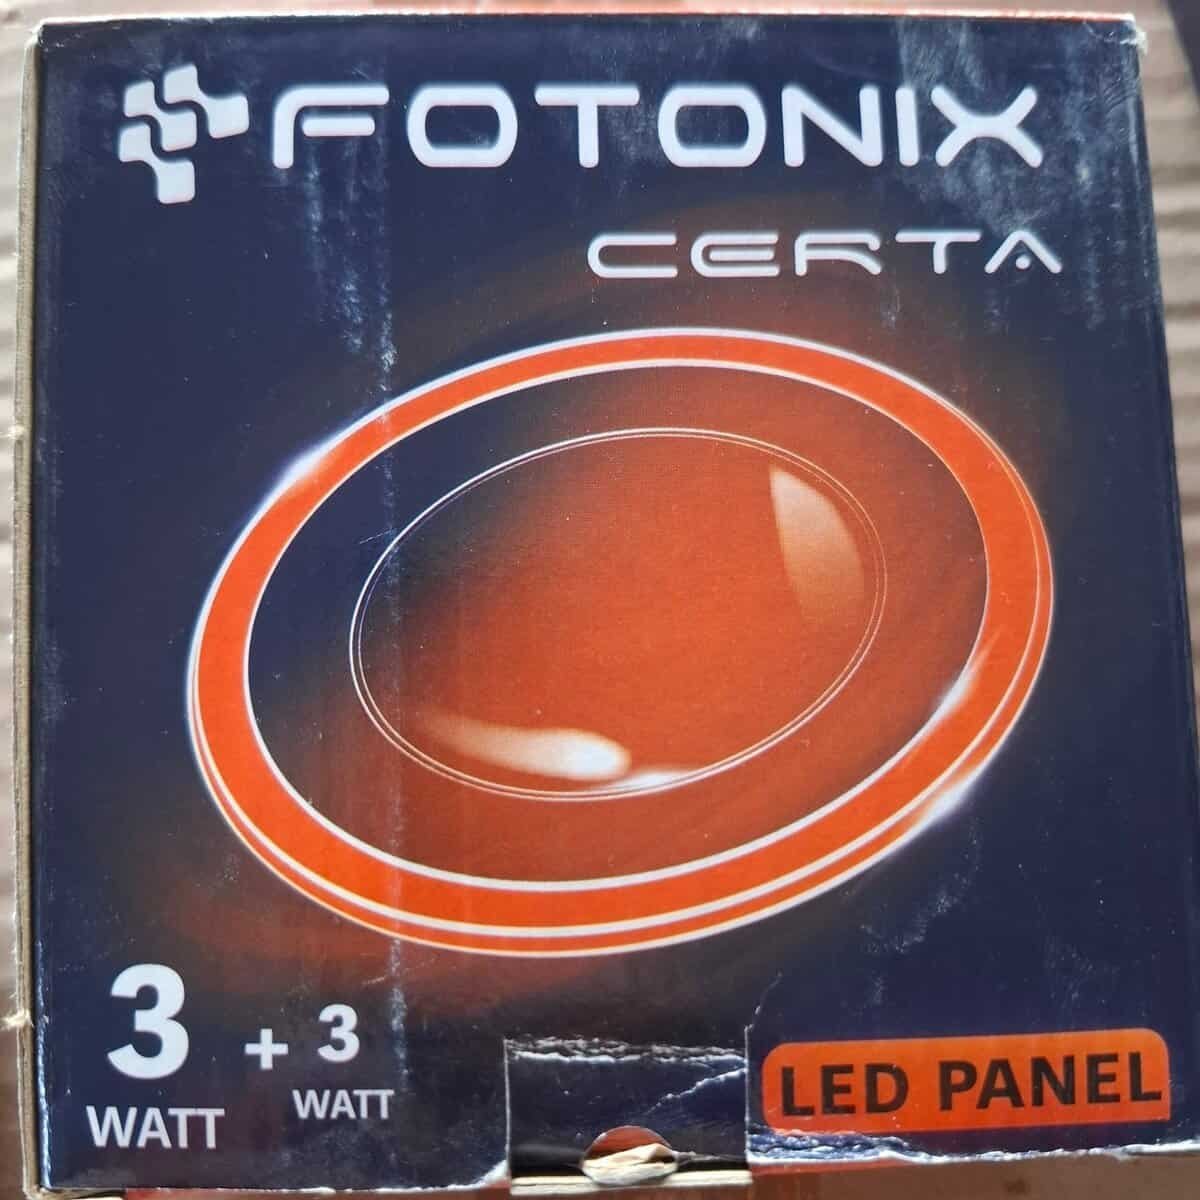 FOTONIX
CERTA
3 + 3
WATT WATT
LED PANEL